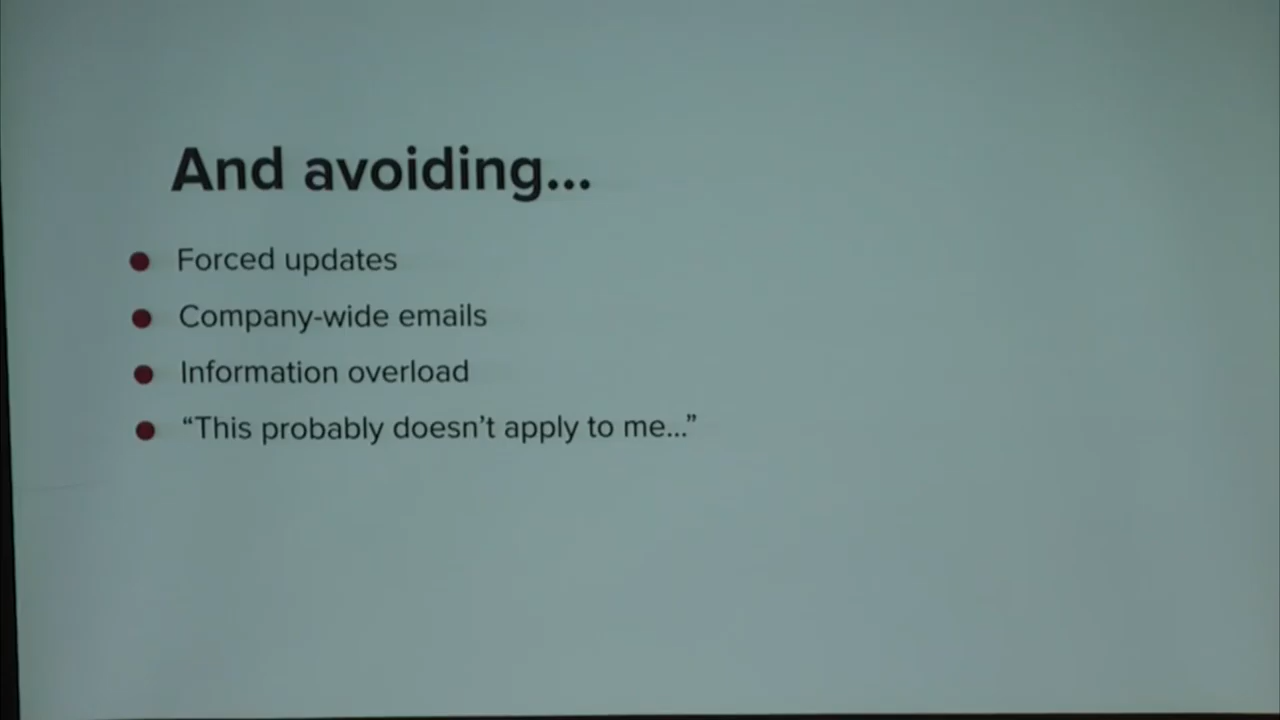 And avoiding...
Forced updates
Company-wide emails
Information overload
“This probably doesn’t apply to me...”